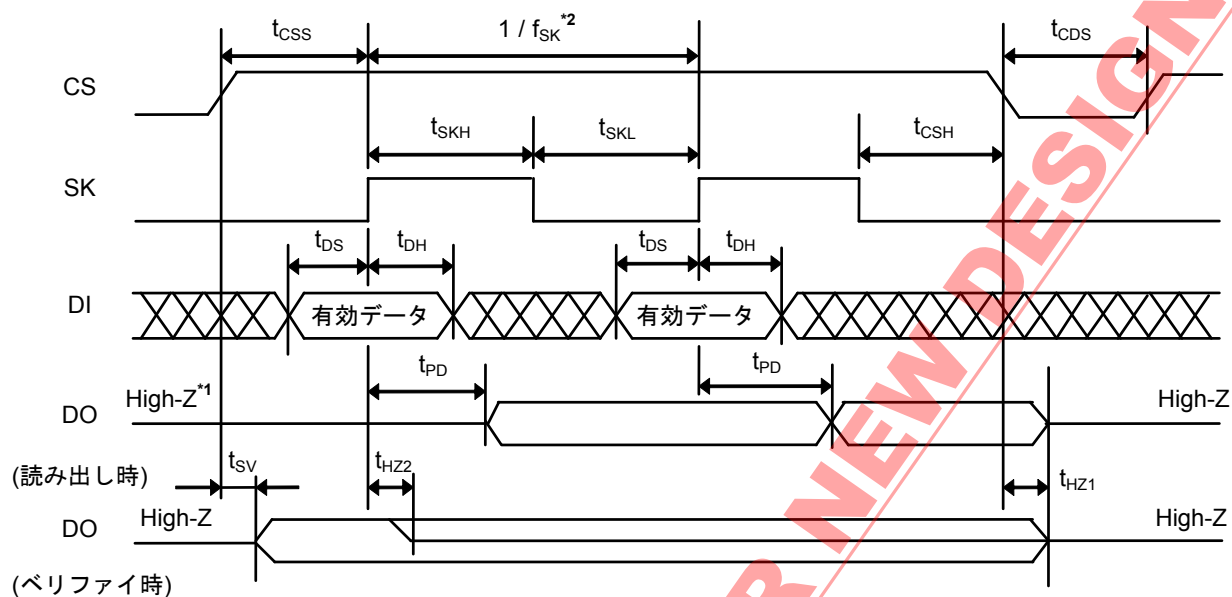 tCSS 1 / fSK*2 tCDS
CS
tSKH tSKL tCSH
SK
tDS tDH tDS tDH
DI 有効データ 有効データ
tPD tPD
High-Z*1 High-Z
DO
(読み出し時) tSV tHZ2 tHZ1
High-Z High-Z
DO
(ベリファイ時)
R NEW DESIGN